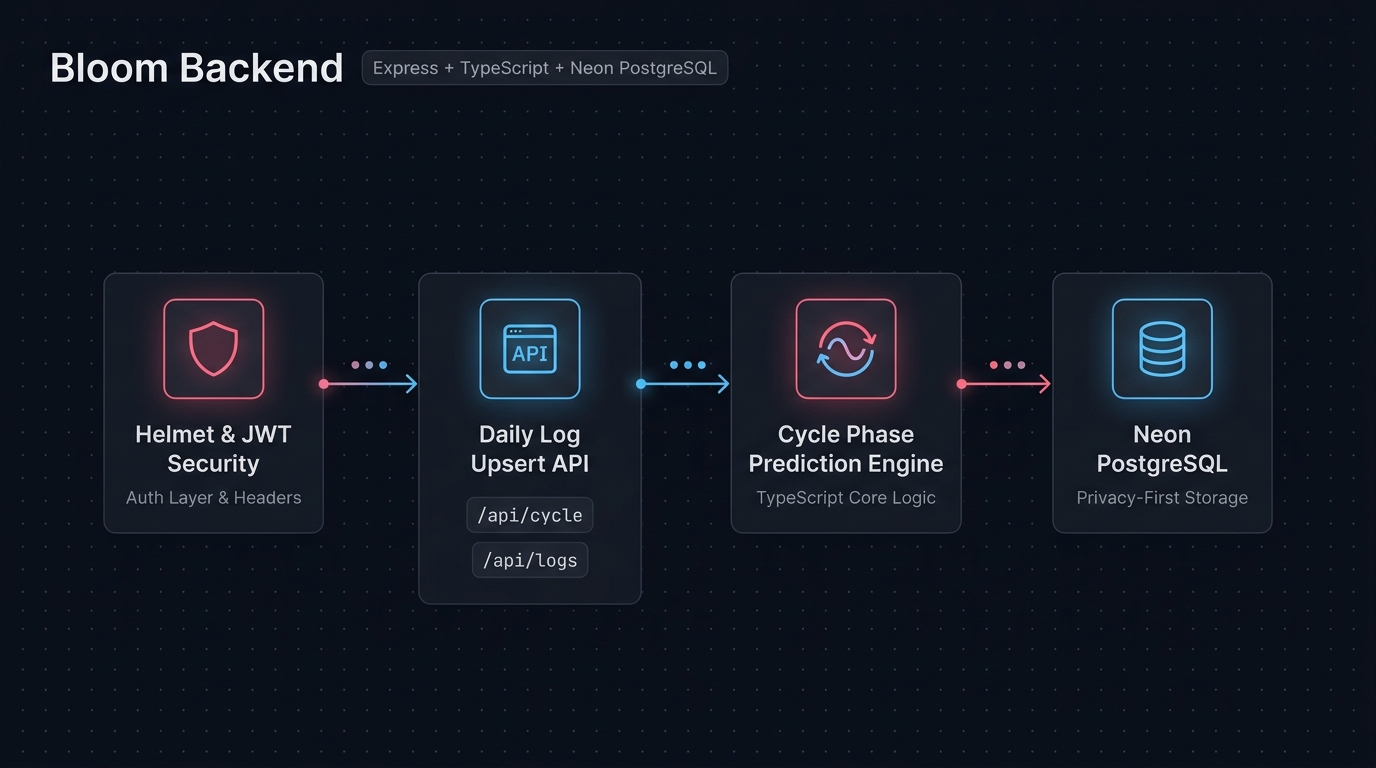 Bloom Backend
Express + TypeScript + Neon PostgreSQL
Helmet & JWT
Security
Auth Layer & Headers
API
Daily Log
Upsert API
/api/cycle
/api/logs
Cycle Phase
Prediction Engine
TypeScript Core Logic
Neon
PostgreSQL
Privacy-First Storage